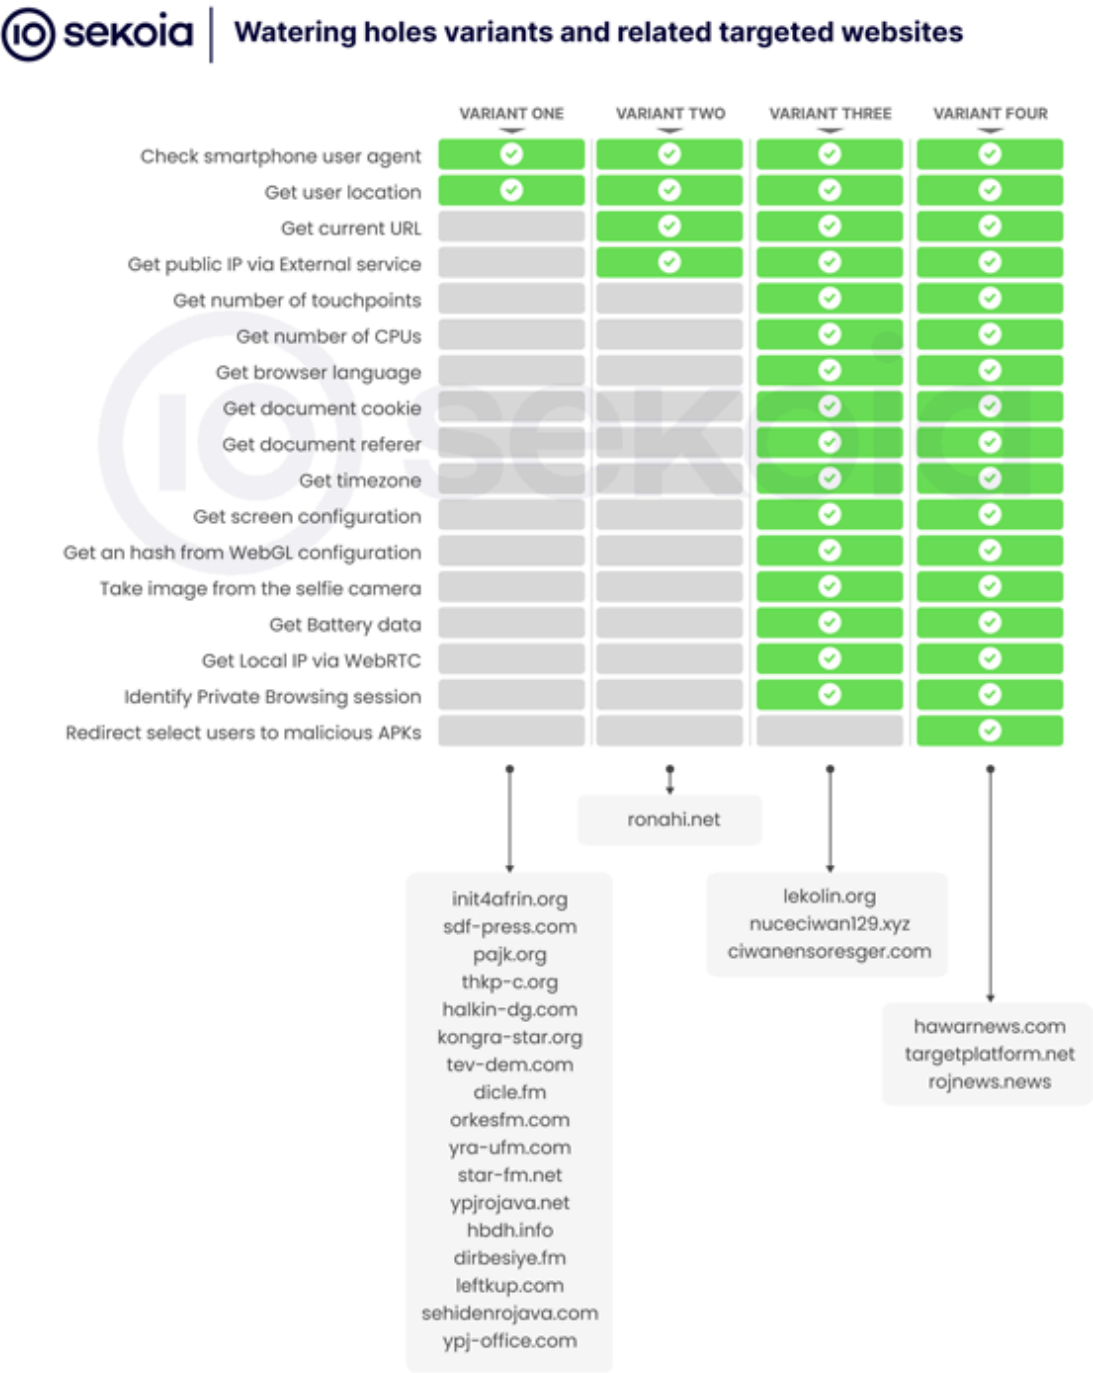 sekoia
Watering holes variants and related targeted websites
VARIANT ONE VARIANT TWO VARIANT THREE VARIANT FOUR
Check smartphone user agent
Get user location
Get current URL
Get public IP via External service
Get number of touchpoints
Get number of CPUs
Get browser language
Get document cookie
Get document referer
Get timezone
Get screen configuration
Get an hash from WebGL configuration
Take image from the selfie camera
Get Battery data
Get Local IP via WebRTC
Identify Private Browsing session
Redirect select users to malicious APKs
sekoia
init4afrin.org
sdf-press.com
pajk.org
thkp-c.org
halkin-dg.com
kongra-star.org
tev-dem.com
dicle.fm
orkesfm.com
yra-ufm.com
star-fm.net
ypjrojava.net
hbdh.info
dirbesiye.fm
leftkup.com
sehidenrojava.com
ypj-office.com
ronahi.net
lekolin.org
nuceciwan129.xyz
ciwanensoresger.com
hawarnews.com
targetplatform.net
rojnews.news